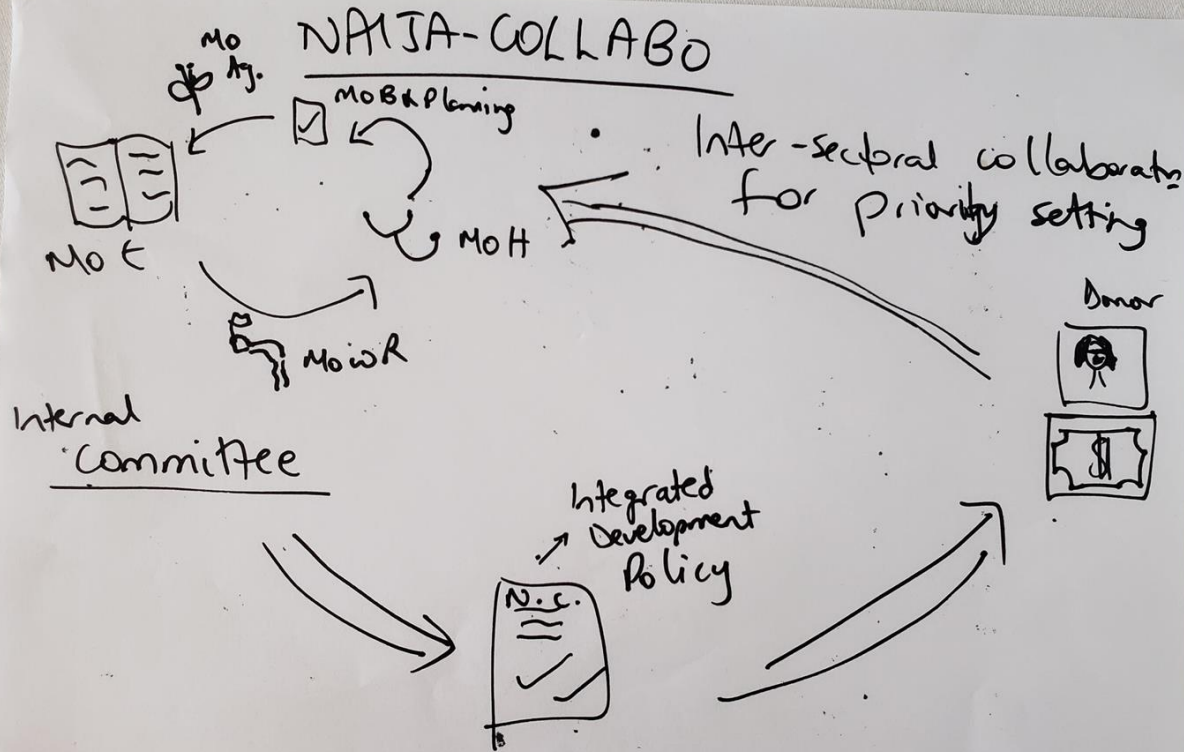 NAIJA-COLLABO
Mo
Ag.
MoB & Planning
Inter-sectoral collaboratn
for priority setting
MoE
MoH
MoWR
Donor
$
Internal
Committee
Integrated
Development
Policy
N.C.